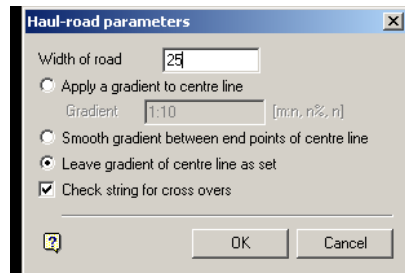 Haul-road parameters
Width of road 25
Apply a gradient to centre line
Gradient 1:10 [m:n, n%, n]
Smooth gradient between end points of centre line
Leave gradient of centre line as set
Check string for cross overs
OK Cancel